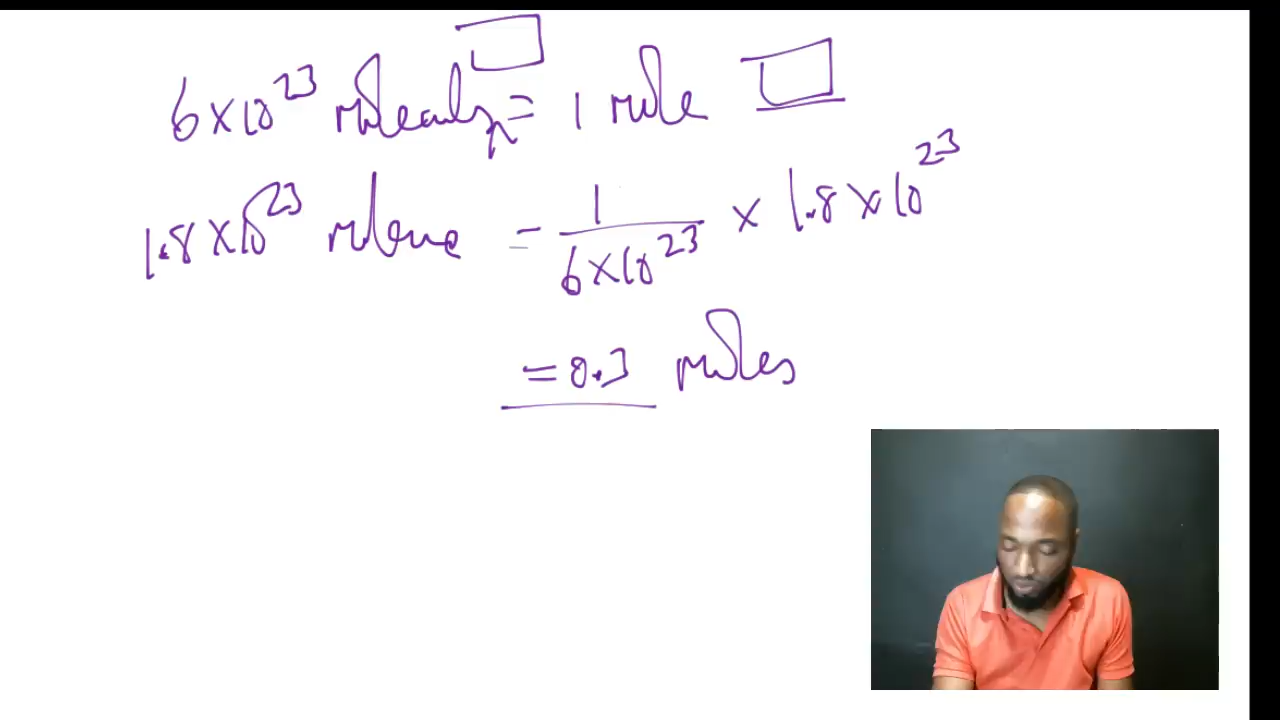 6×10²³ molecules = 1 mole
1.8×10²³ molecule = 1/6×10²³ × 1.8×10²³
= 0.3 moles